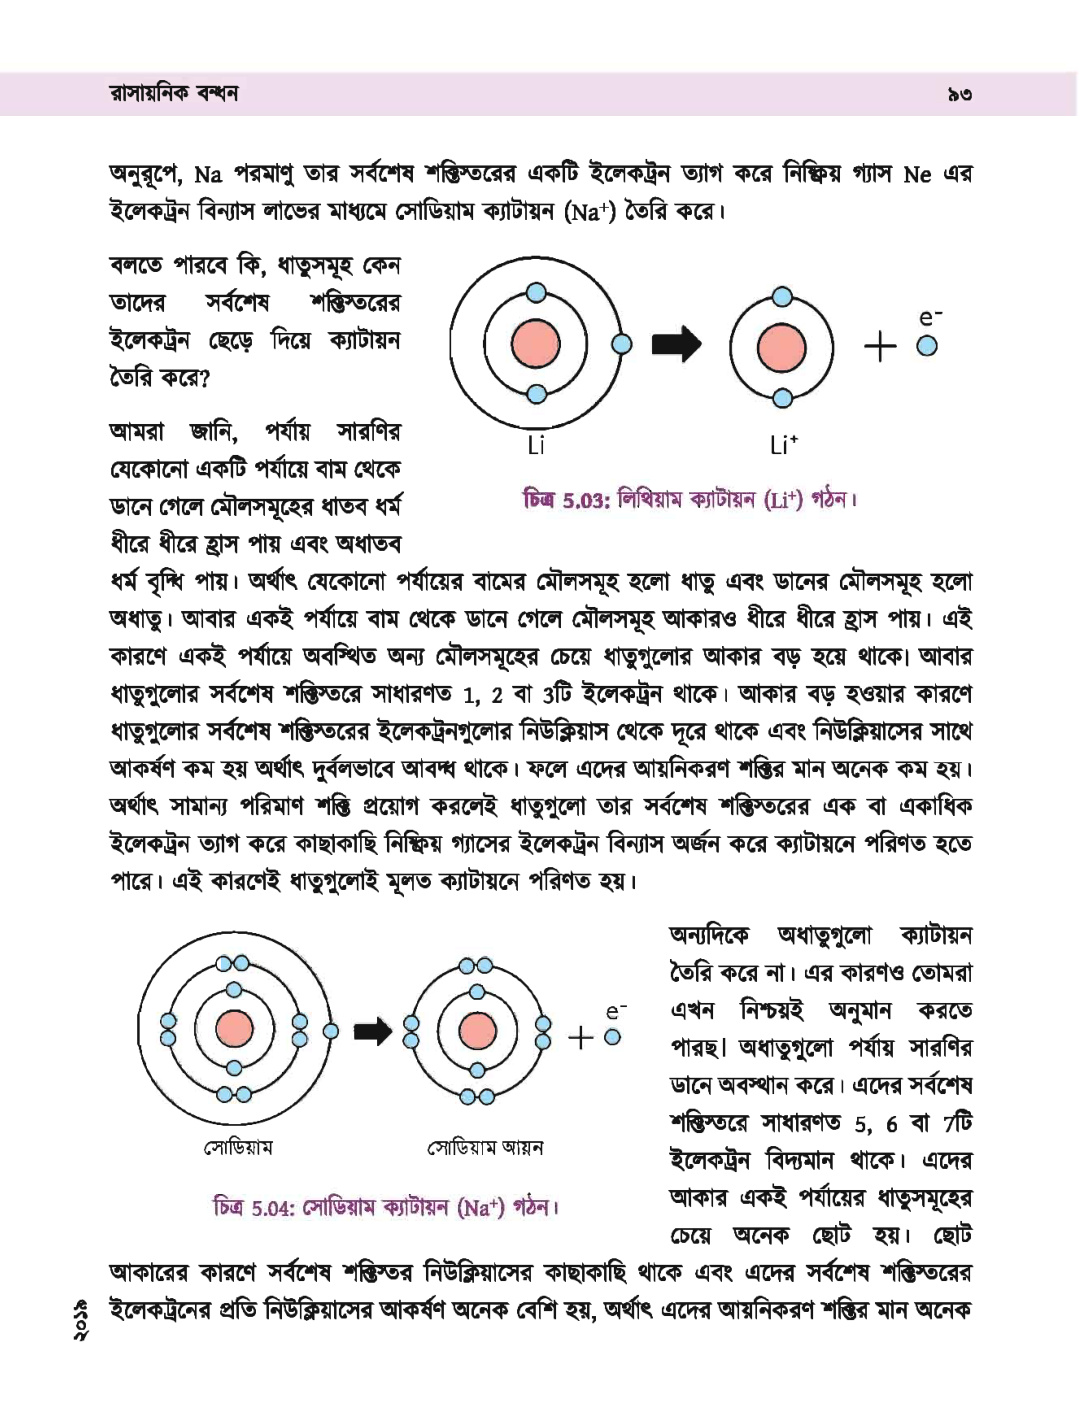 রাসায়নিক বন্ধন ৯৩
অনুরূপে, Na পরমাণু তার সর্বশেষ শক্তিস্তরের একটি ইলেকট্রন ত্যাগ করে নিষ্ক্রিয় গ্যাস Ne এর
ইলেকট্রন বিন্যাস লাভের মাধ্যমে সোডিয়াম ক্যাটায়ন (Na⁺) তৈরি করে।
বলতে পারবে কি, ধাতুসমূহ কেন
তাদের সর্বশেষ শক্তিস্তরের
ইলেকট্রন ছেড়ে দিয়ে ক্যাটায়ন
তৈরি করে?
আমরা জানি, পর্যায় সারণির
যেকোনো একটি পর্যায়ে বাম থেকে
ডানে গেলে মৌলসমূহের ধাতব ধর্ম
ধীরে ধীরে হ্রাস পায় এবং অধাতব
e⁻
+
Li
Li⁺
চিত্র 5.03: লিথিয়াম ক্যাটায়ন (Li⁺) গঠন।
ধর্ম বৃদ্ধি পায়। অর্থাৎ যেকোনো পর্যায়ের বামের মৌলসমূহ হলো ধাতু এবং ডানের মৌলসমূহ হলো
অধাতু। আবার একই পর্যায়ে বাম থেকে ডানে গেলে মৌলসমূহ আকারও ধীরে ধীরে হ্রাস পায়। এই
কারণে একই পর্যায়ে অবস্থিত অন্য মৌলসমূহের চেয়ে ধাতুগুলোর আকার বড় হয়ে থাকে। আবার
ধাতুগুলোর সর্বশেষ শক্তিস্তরে সাধারণত 1, 2 বা 3টি ইলেকট্রন থাকে। আকার বড় হওয়ার কারণে
ধাতুগুলোর সর্বশেষ শক্তিস্তরের ইলেকট্রনগুলোর নিউক্লিয়াস থেকে দূরে থাকে এবং নিউক্লিয়াসের সাথে
আকর্ষণ কম হয় অর্থাৎ দুর্বলভাবে আবদ্ধ থাকে। ফলে এদের আয়নিকরণ শক্তির মান অনেক কম হয়।
অর্থাৎ সামান্য পরিমাণ শক্তি প্রয়োগ করলেই ধাতুগুলো তার সর্বশেষ শক্তিস্তরের এক বা একাধিক
ইলেকট্রন ত্যাগ করে কাছাকাছি নিষ্ক্রিয় গ্যাসের ইলেকট্রন বিন্যাস অর্জন করে ক্যাটায়নে পরিণত হতে
পারে। এই কারণেই ধাতুগুলোই মূলত ক্যাটায়নে পরিণত হয়।
e⁻
+
সোডিয়াম
সোডিয়াম আয়ন
চিত্র 5.04: সোডিয়াম ক্যাটায়ন (Na⁺) গঠন।
অন্যদিকে অধাতুগুলো ক্যাটায়ন
তৈরি করে না। এর কারণও তোমরা
এখন নিশ্চয়ই অনুমান করতে
পারছ। অধাতুগুলো পর্যায় সারণির
ডানে অবস্থান করে। এদের সর্বশেষ
শক্তিস্তরে সাধারণত 5, 6 বা 7টি
ইলেকট্রন বিদ্যমান থাকে। এদের
আকার একই পর্যায়ের ধাতুসমূহের
চেয়ে অনেক ছোট হয়। ছোট
আকারের কারণে সর্বশেষ শক্তিস্তর নিউক্লিয়াসের কাছাকাছি থাকে এবং এদের সর্বশেষ শক্তিস্তরের
ইলেকট্রনের প্রতি নিউক্লিয়াসের আকর্ষণ অনেক বেশি হয়, অর্থাৎ এদের আয়নিকরণ শক্তির মান অনেক
২০১৯